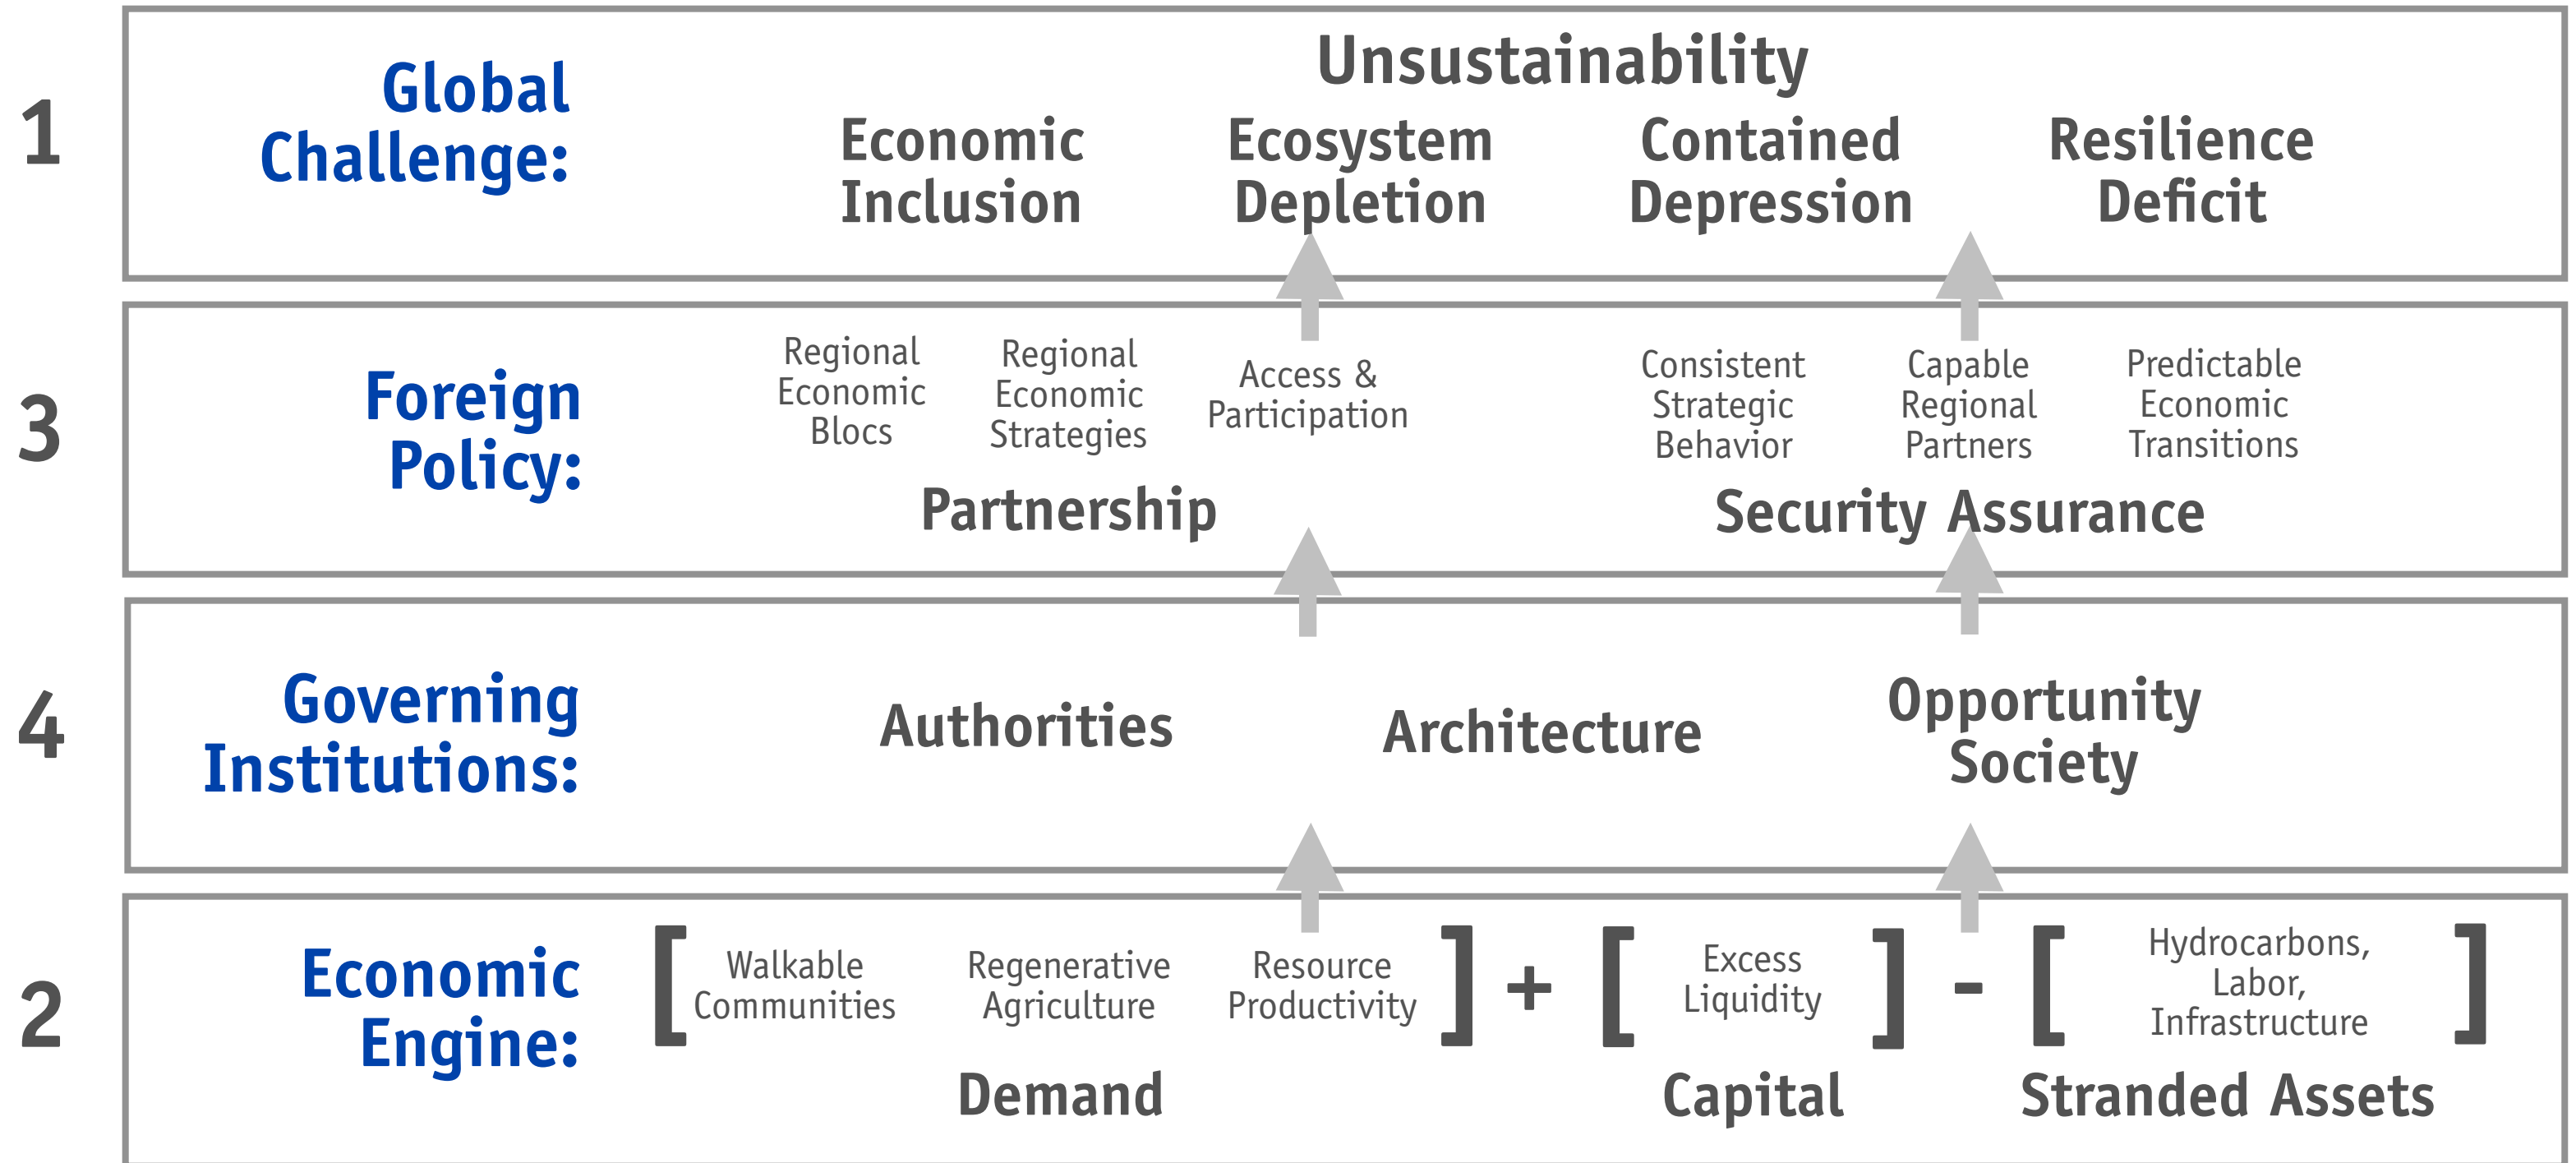 1
Global
Challenge:
Unsustainability
Economic
Inclusion
Ecosystem
Depletion
Contained
Depression
Resilience
Deficit
3
Foreign
Policy:
Regional
Economic
Blocs
Regional
Economic
Strategies
Access &
Participation
Partnership
Consistent
Strategic
Behavior
Capable
Regional
Partners
Predictable
Economic
Transitions
Security Assurance
4
Governing
Institutions:
Authorities
Architecture
Opportunity
Society
2
Economic
Engine:
[
Walkable
Communities
Regenerative
Agriculture
Resource
Productivity
]
Demand
+
[
Excess
Liquidity
]
Capital
-
[
Hydrocarbons,
Labor,
Infrastructure
]
Stranded Assets